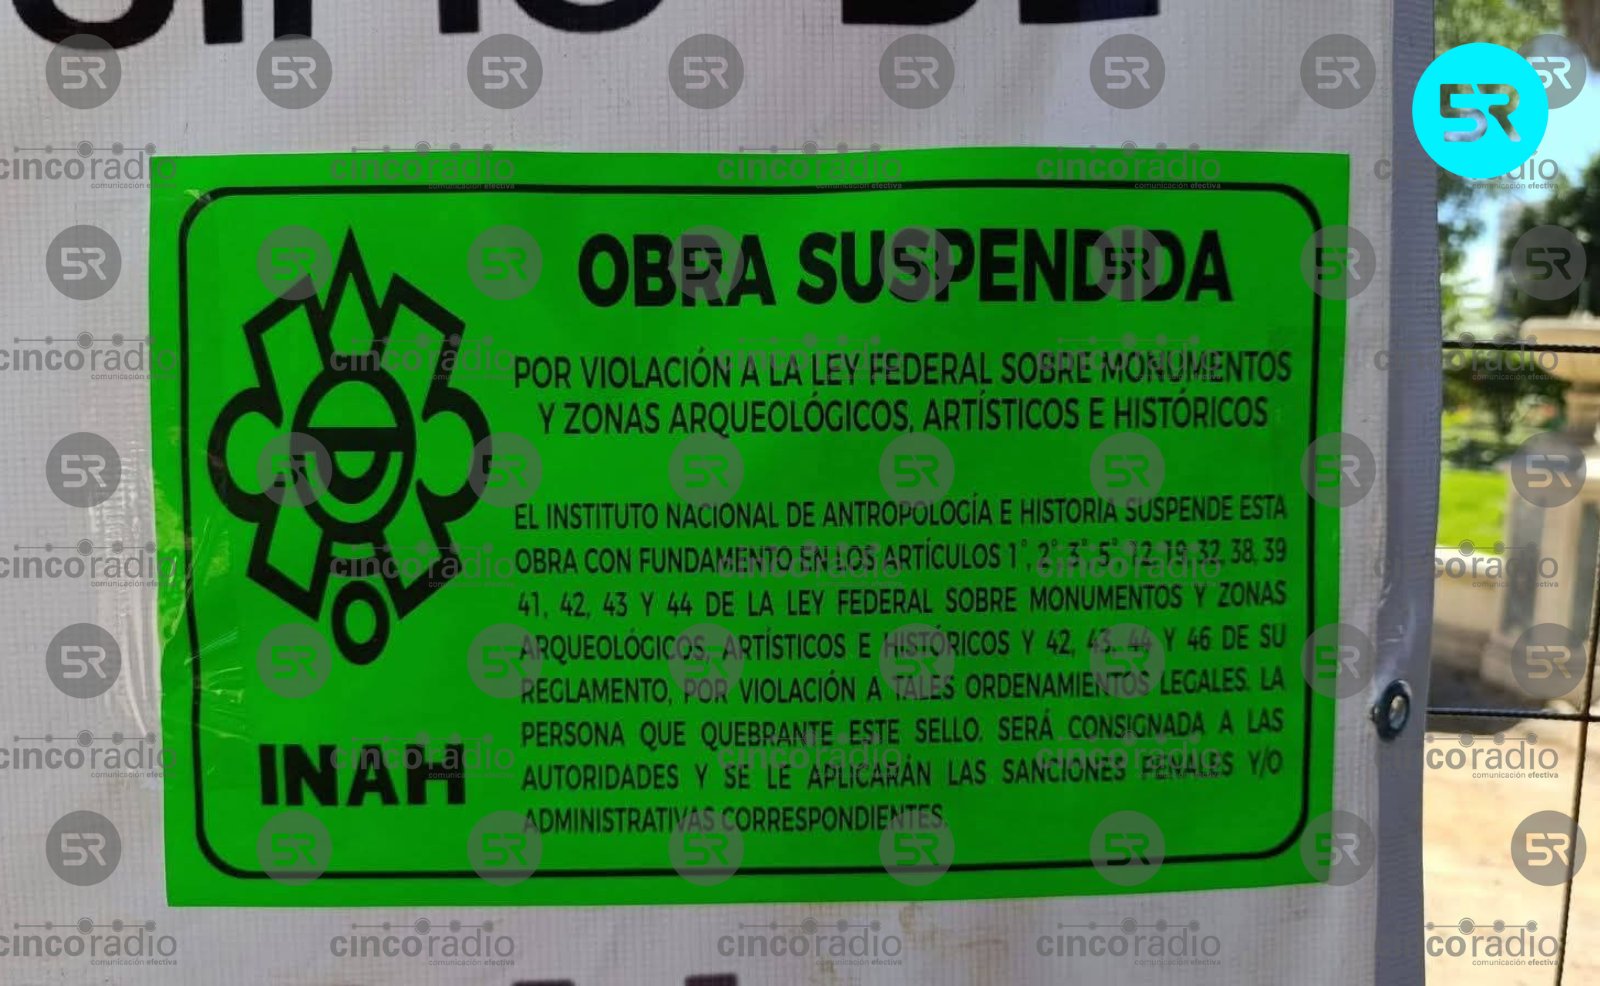 OBRA SUSPENDIDA
POR VIOLACIÓN A LA LEY FEDERAL SOBRE MONUMENTOS
Y ZONAS ARQUEOLÓGICOS, ARTÍSTICOS E HISTÓRICOS
EL INSTITUTO NACIONAL DE ANTROPOLOGÍA E HISTORIA SUSPENDE ESTA
OBRA CON FUNDAMENTO EN LOS ARTÍCULOS 1°, 2°, 3°, 5°, 12, 19, 32, 38, 39
41, 42, 43 Y 44 DE LA LEY FEDERAL SOBRE MONUMENTOS Y ZONAS
ARQUEOLÓGICOS, ARTÍSTICOS E HISTÓRICOS Y 42, 43, 44 Y 46 DE SU
REGLAMENTO, POR VIOLACIÓN A TALES ORDENAMIENTOS LEGALES. LA
PERSONA QUE QUEBRANTE ESTE SELLO, SERÁ CONSIGNADA A LAS
AUTORIDADES Y SE LE APLICARÁN LAS SANCIONES PENALES Y/O
ADMINISTRATIVAS CORRESPONDIENTES.
INAH
5R
cincoradio
comunicación efectiva